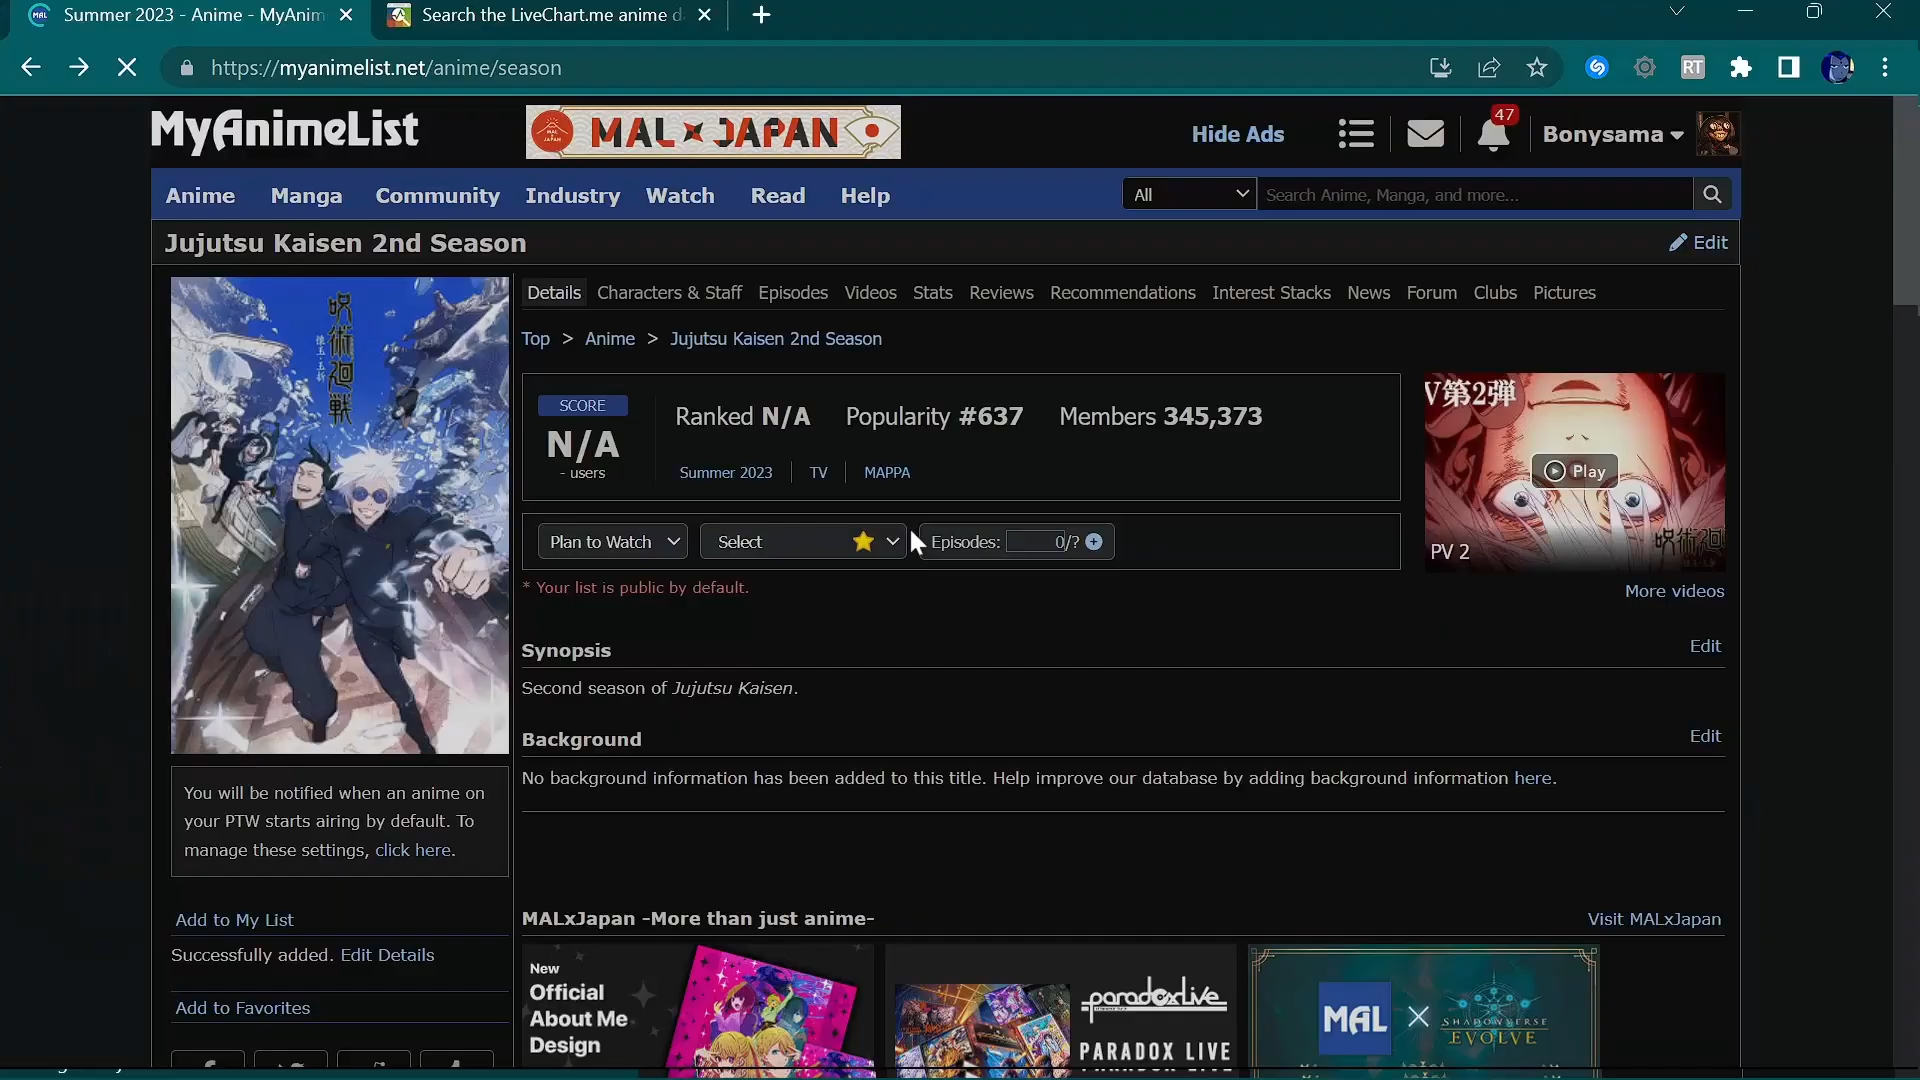 Summer 2023 - Anime - MyAnim
Search the LiveChart.me anime d
https://myanimelist.net/anime/season
RT
MyAnimeList
MAL × JAPAN
Hide Ads
47
Bonysama
Anime Manga Community Industry Watch Read Help
All
Search Anime, Manga, and more...
Jujutsu Kaisen 2nd Season
Edit
呪術廻戦
懐玉・玉折
Details Characters & Staff Episodes Videos Stats Reviews Recommendations Interest Stacks News Forum Clubs Pictures
Top > Anime > Jujutsu Kaisen 2nd Season
SCORE
N/A
- users
Ranked N/A Popularity #637 Members 345,373
Summer 2023 TV MAPPA
V第2弾
Play
PV 2
呪術廻
Plan to Watch
Select
Episodes: 0/?
More videos
* Your list is public by default.
Synopsis
Edit
Second season of Jujutsu Kaisen.
Background
Edit
No background information has been added to this title. Help improve our database by adding background information here.
You will be notified when an anime on
your PTW starts airing by default. To
manage these settings, click here.
Add to My List
Successfully added. Edit Details
Add to Favorites
MALxJapan -More than just anime-
Visit MALxJapan
New
Official
About Me
Design
paradoxLive
PARADOX LIVE
MAL × SHADOWVERSE
EVOLVE